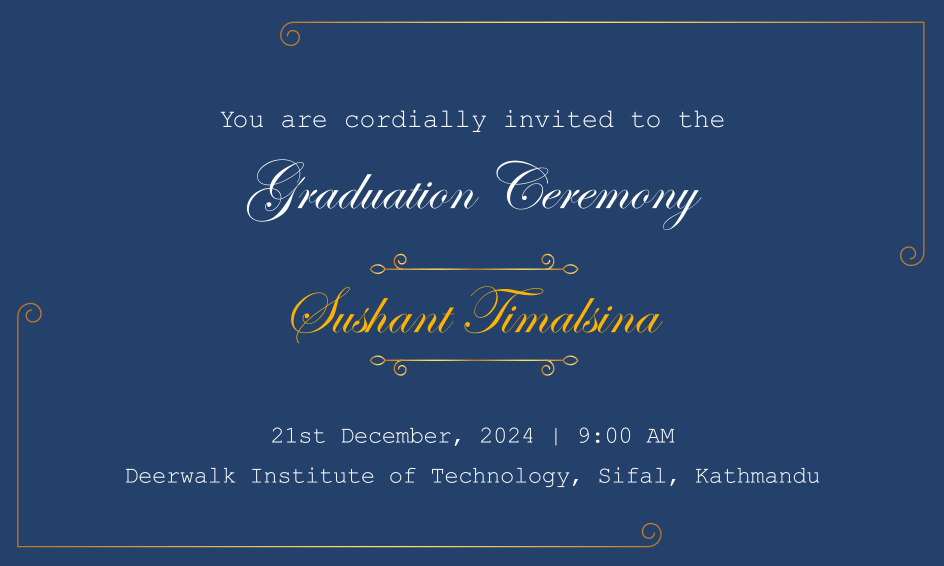 You are cordially invited to the
Graduation Ceremony
Sushant Timalsina
21st December, 2024 | 9:00 AM
Deerwalk Institute of Technology, Sifal, Kathmandu